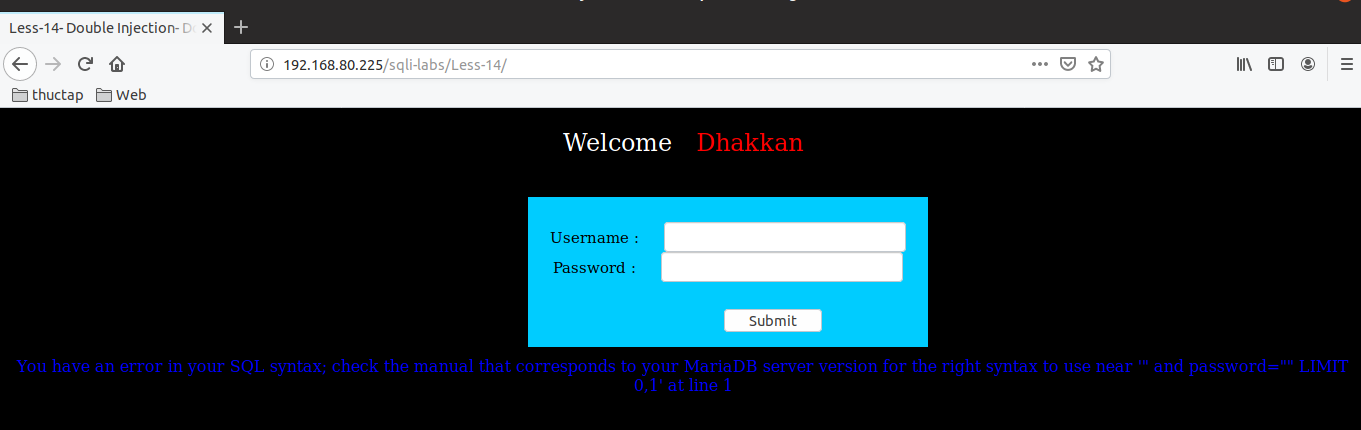 Less-14- Double Injection- D
192.168.80.225/sqli-labs/Less-14/
thuctap Web
Welcome Dhakkan
Username :
Password :
Submit
You have an error in your SQL syntax; check the manual that corresponds to your MariaDB server version for the right syntax to use near '" and password="" LIMIT
0,1' at line 1